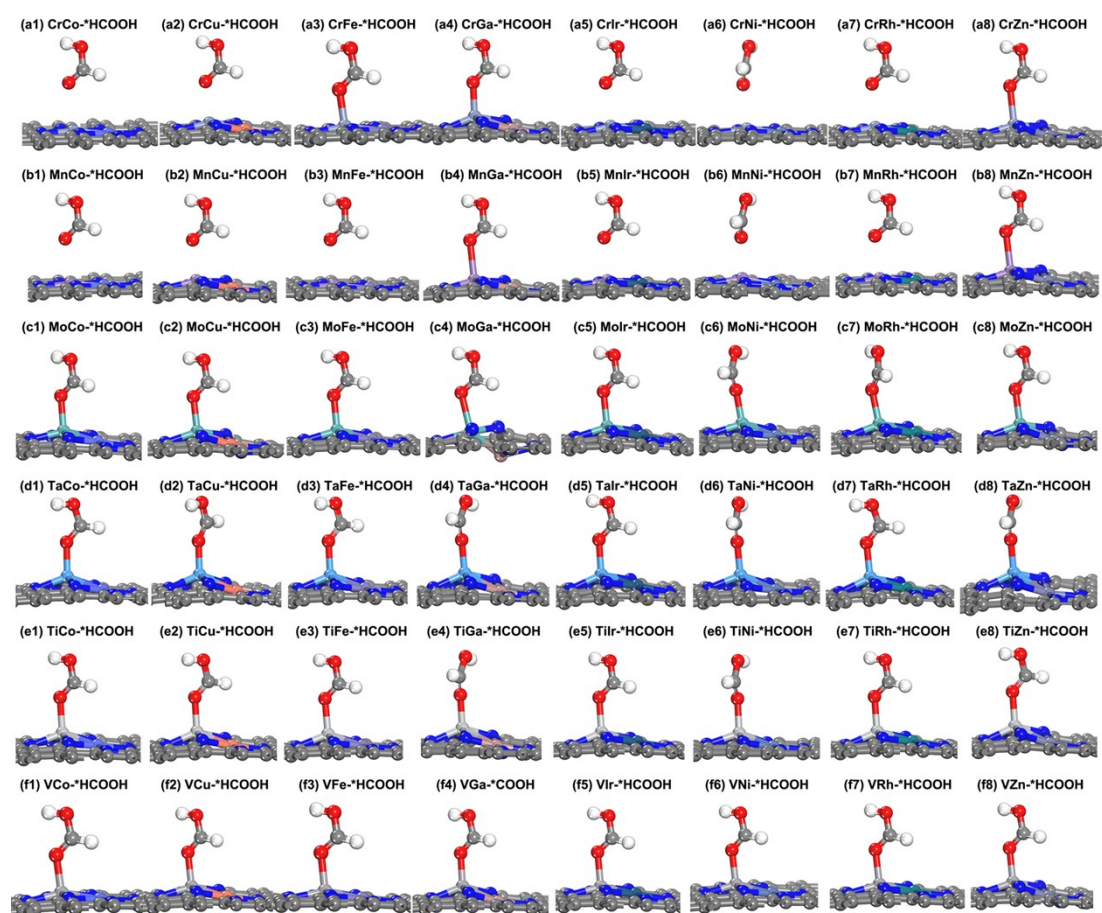 (a1) CrCo-*HCOOH (a2) CrCu-*HCOOH (a3) CrFe-*HCOOH (a4) CrGa-*HCOOH (a5) CrIr-*HCOOH (a6) CrNi-*HCOOH (a7) CrRh-*HCOOH (a8) CrZn-*HCOOH
(b1) MnCo-*HCOOH (b2) MnCu-*HCOOH (b3) MnFe-*HCOOH (b4) MnGa-*HCOOH (b5) MnIr-*HCOOH (b6) MnNi-*HCOOH (b7) MnRh-*HCOOH (b8) MnZn-*HCOOH
(c1) MoCo-*HCOOH (c2) MoCu-*HCOOH (c3) MoFe-*HCOOH (c4) MoGa-*HCOOH (c5) MoIr-*HCOOH (c6) MoNi-*HCOOH (c7) MoRh-*HCOOH (c8) MoZn-*HCOOH
(d1) TaCo-*HCOOH (d2) TaCu-*HCOOH (d3) TaFe-*HCOOH (d4) TaGa-*HCOOH (d5) TaIr-*HCOOH (d6) TaNi-*HCOOH (d7) TaRh-*HCOOH (d8) TaZn-*HCOOH
(e1) TiCo-*HCOOH (e2) TiCu-*HCOOH (e3) TiFe-*HCOOH (e4) TiGa-*HCOOH (e5) TiIr-*HCOOH (e6) TiNi-*HCOOH (e7) TiRh-*HCOOH (e8) TiZn-*HCOOH
(f1) VCo-*HCOOH (f2) VCu-*HCOOH (f3) VFe-*HCOOH (f4) VGa-*COOH (f5) VIr-*HCOOH (f6) VNi-*HCOOH (f7) VRh-*HCOOH (f8) VZn-*HCOOH